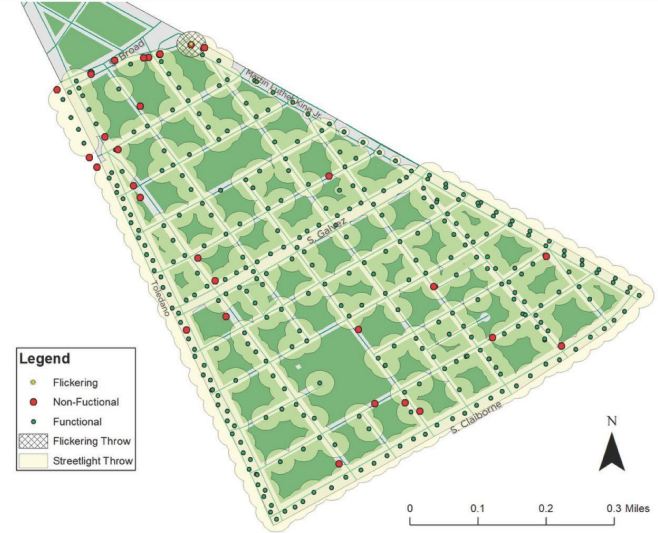 S. Broad
Martin Luther King Jr.
S. Galvez
Toledano
S. Claiborne
Legend
Flickering
Non-Fuctional
Functional
Flickering Throw
Streetlight Throw
N
0 0.1 0.2 0.3 Miles